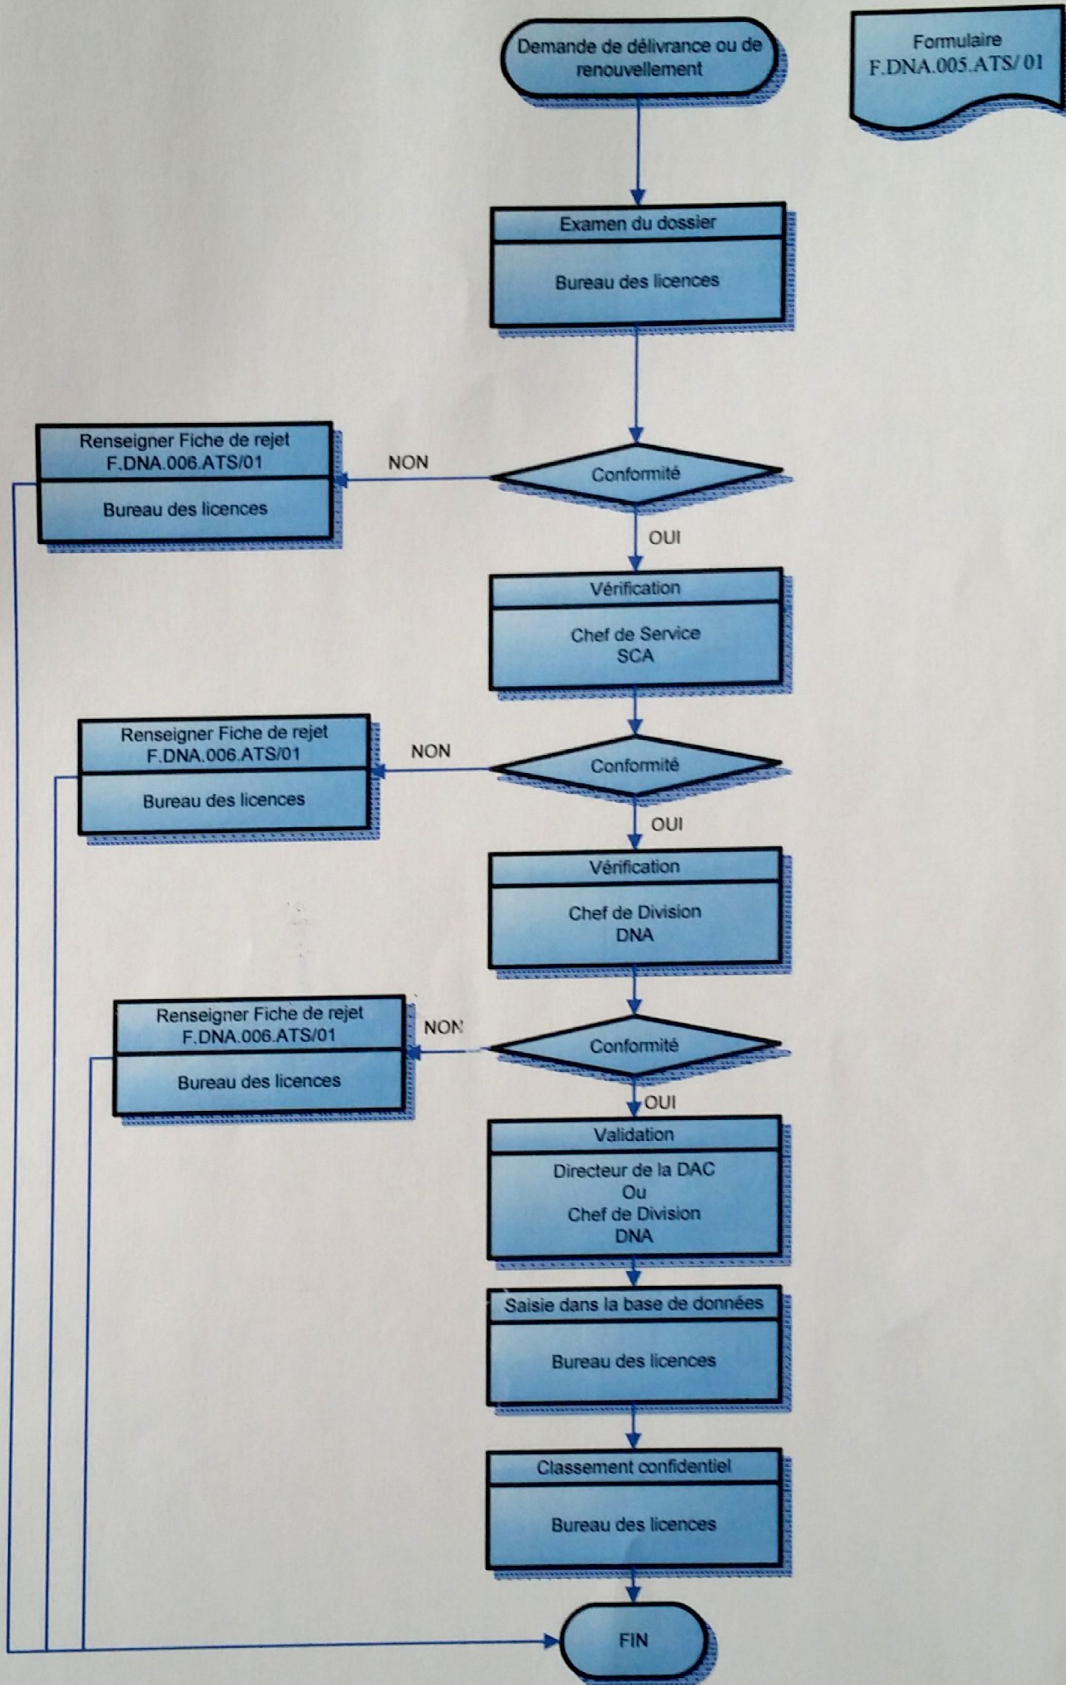 Demande de délivrance ou de
renouvellement
Formulaire
F.DNA.005.ATS/ 01
Examen du dossier
Bureau des licences
Conformité
NON
Renseigner Fiche de rejet
F.DNA.006.ATS/01
Bureau des licences
OUI
Vérification
Chef de Service
SCA
Conformité
NON
Renseigner Fiche de rejet
F.DNA.006.ATS/01
Bureau des licences
OUI
Vérification
Chef de Division
DNA
Conformité
NON
Renseigner Fiche de rejet
F.DNA.006.ATS/01
Bureau des licences
OUI
Validation
Directeur de la DAC
Ou
Chef de Division
DNA
Saisie dans la base de données
Bureau des licences
Classement confidentiel
Bureau des licences
FIN